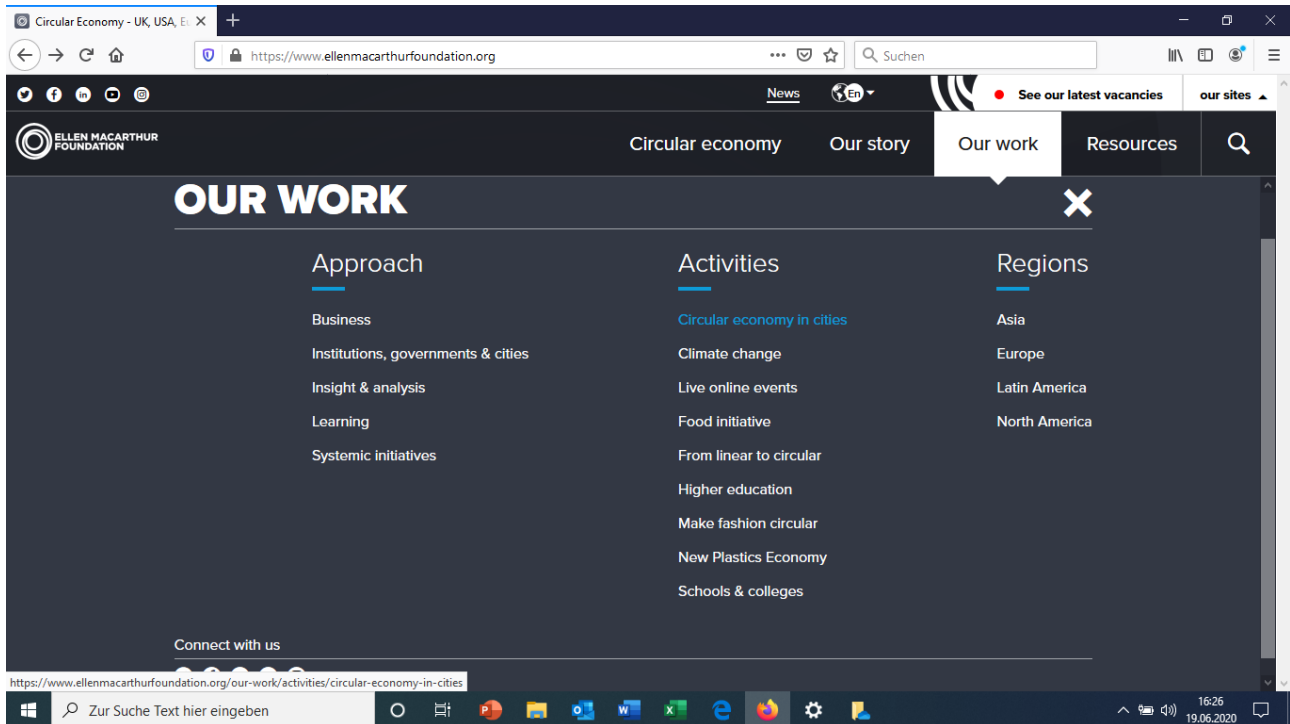 Circular Economy - UK, USA, E
https://www.ellenmacarthurfoundation.org
Suchen
News
En
See our latest vacancies
our sites
ELLEN MACARTHUR
FOUNDATION
Circular economy
Our story
Our work
Resources
OUR WORK
Approach
Business
Institutions, governments & cities
Insight & analysis
Learning
Systemic initiatives
Activities
Circular economy in cities
Climate change
Live online events
Food initiative
From linear to circular
Higher education
Make fashion circular
New Plastics Economy
Schools & colleges
Regions
Asia
Europe
Latin America
North America
Connect with us
https://www.ellenmacarthurfoundation.org/our-work/activities/circular-economy-in-cities
Zur Suche Text hier eingeben
16:26
19.06.2020